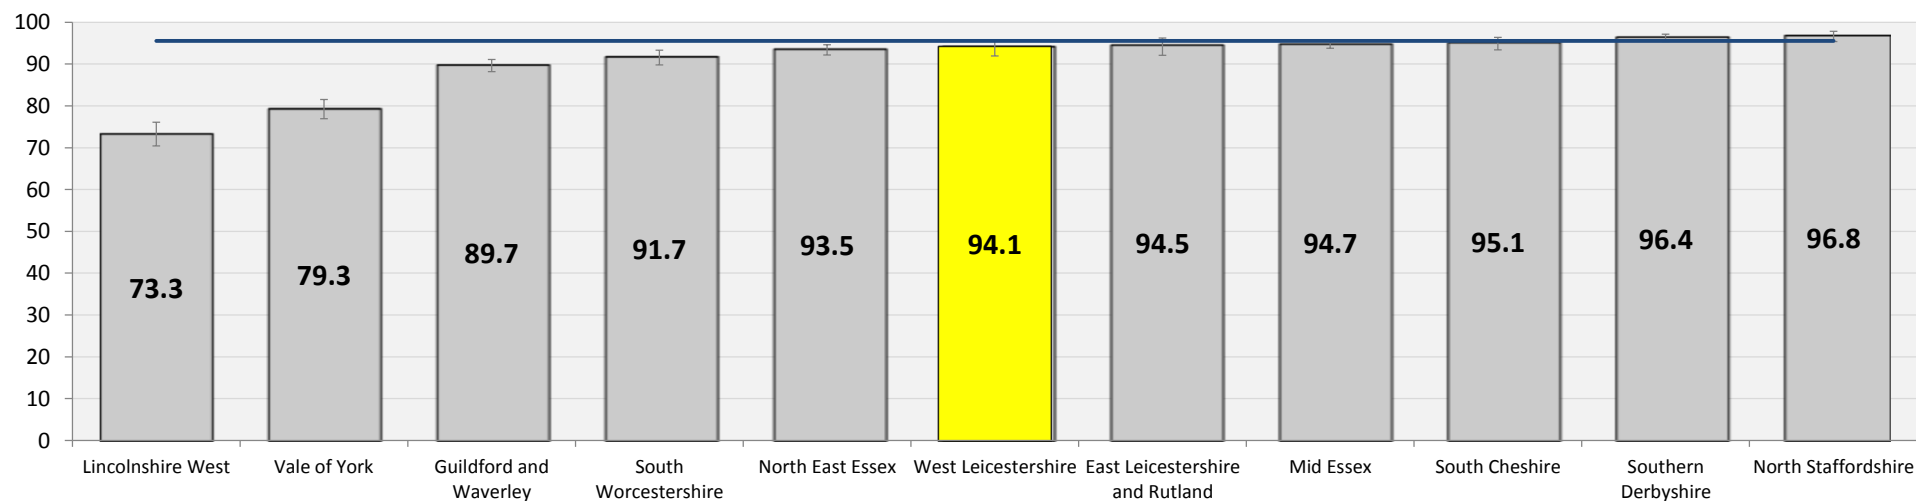 100
90
80
70
60
50
40
30
20
10
0
73.3
79.3
89.7
91.7
93.5
94.1
94.5
94.7
95.1
96.4
96.8
Lincolnshire West
Vale of York
Guildford and
Waverley
South
Worcestershire
North East Essex
West Leicestershire
East Leicestershire
and Rutland
Mid Essex
South Cheshire
Southern
Derbyshire
North Staffordshire